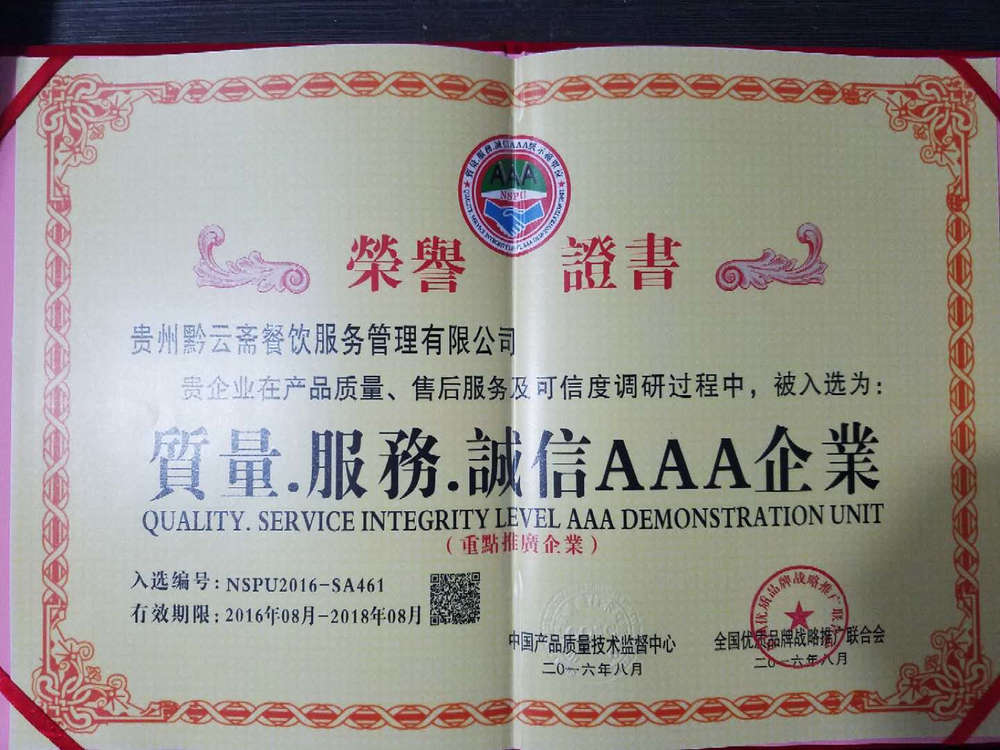 AAA
NSPU
榮譽證書
贵州黔云斋餐饮服务管理有限公司
贵企业在产品质量、售后服务及可信度调研过程中，被入选为：
質量.服務.誠信AAA企業
QUALITY. SERVICE INTEGRITY LEVEL AAA DEMONSTRATION UNIT
（重點推廣企業）
入选编号：NSPU2016-SA461
有效期限：2016年08月-2018年08月
中国产品质量技术监督中心
二〇一六年八月
全国优质品牌战略推广联合会
二〇一六年八月